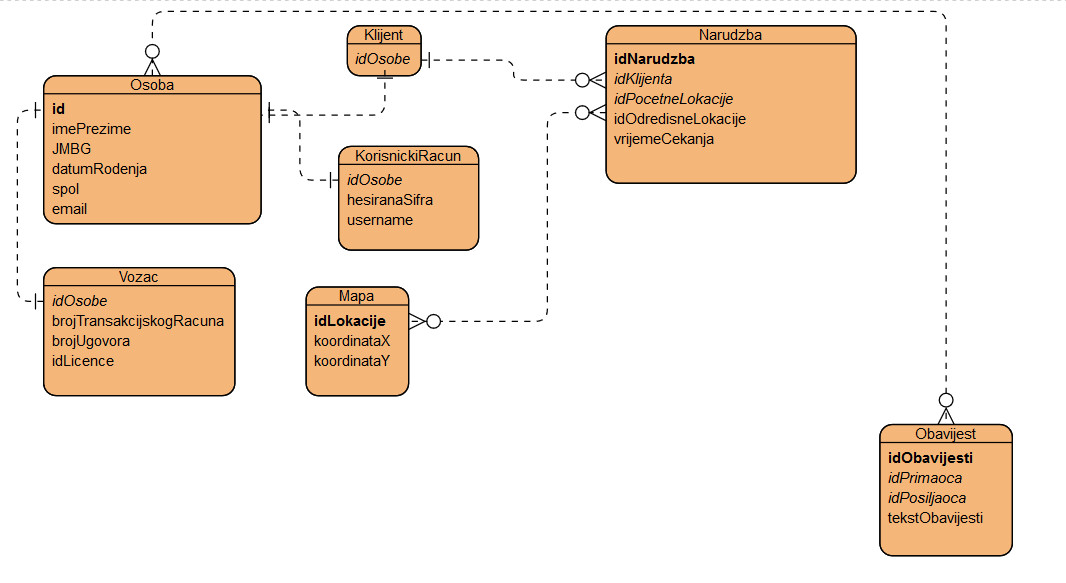 Osoba
id
imePrezime
JMBG
datumRodenja
spol
email
Klijent
idOsobe
Narudzba
idNarudzba
idKlijenta
idPocetneLokacije
idOdredisneLokacije
vrijemeCekanja
KorisnickiRacun
idOsobe
hesiranaSifra
username
Vozac
idOsobe
brojTransakcijskogRacuna
brojUgovora
idLicence
Mapa
idLokacije
koordinataX
koordinataY
Obavijest
idObavijesti
idPrimaoca
idPosiljaoca
tekstObavijesti